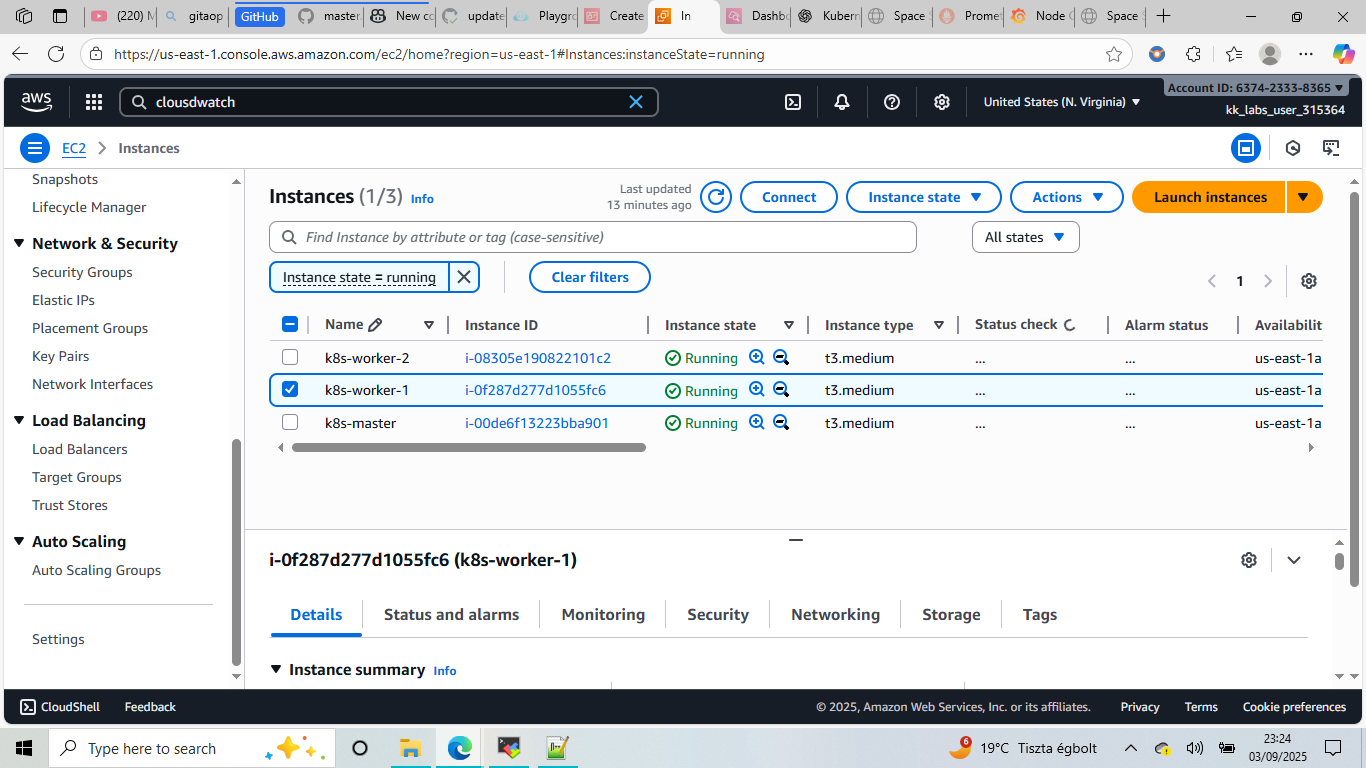 (220) M
gitaop
GitHub
master.
New cc
update
Playgro
Create
In
Dashbo
Kubern
Space S
Promet
Node G
Space S
https://us-east-1.console.aws.amazon.com/ec2/home?region=us-east-1#Instances:instanceState=running
aws
clousdwatch
United States (N. Virginia)
Account ID: 6374-2333-8365
kk_labs_user_315364
EC2 > Instances
Snapshots
Lifecycle Manager
Network & Security
Security Groups
Elastic IPs
Placement Groups
Key Pairs
Network Interfaces
Load Balancing
Load Balancers
Target Groups
Trust Stores
Auto Scaling
Auto Scaling Groups
Settings
Instances (1/3) Info
Last updated
13 minutes ago
Connect
Instance state
Actions
Launch instances
Find Instance by attribute or tag (case-sensitive)
All states
Instance state = running
Clear filters
1
Name Instance ID Instance state Instance type Status check Alarm status Availabilit
k8s-worker-2 i-08305e190822101c2 Running t3.medium ... ... us-east-1a
k8s-worker-1 i-0f287d277d1055fc6 Running t3.medium ... ... us-east-1a
k8s-master i-00de6f13223bba901 Running t3.medium ... ... us-east-1a
i-0f287d277d1055fc6 (k8s-worker-1)
Details Status and alarms Monitoring Security Networking Storage Tags
Instance summary Info
CloudShell Feedback © 2025, Amazon Web Services, Inc. or its affiliates. Privacy Terms Cookie preferences
Type here to search
6
19°C Tiszta égbolt
23:24
03/09/2025